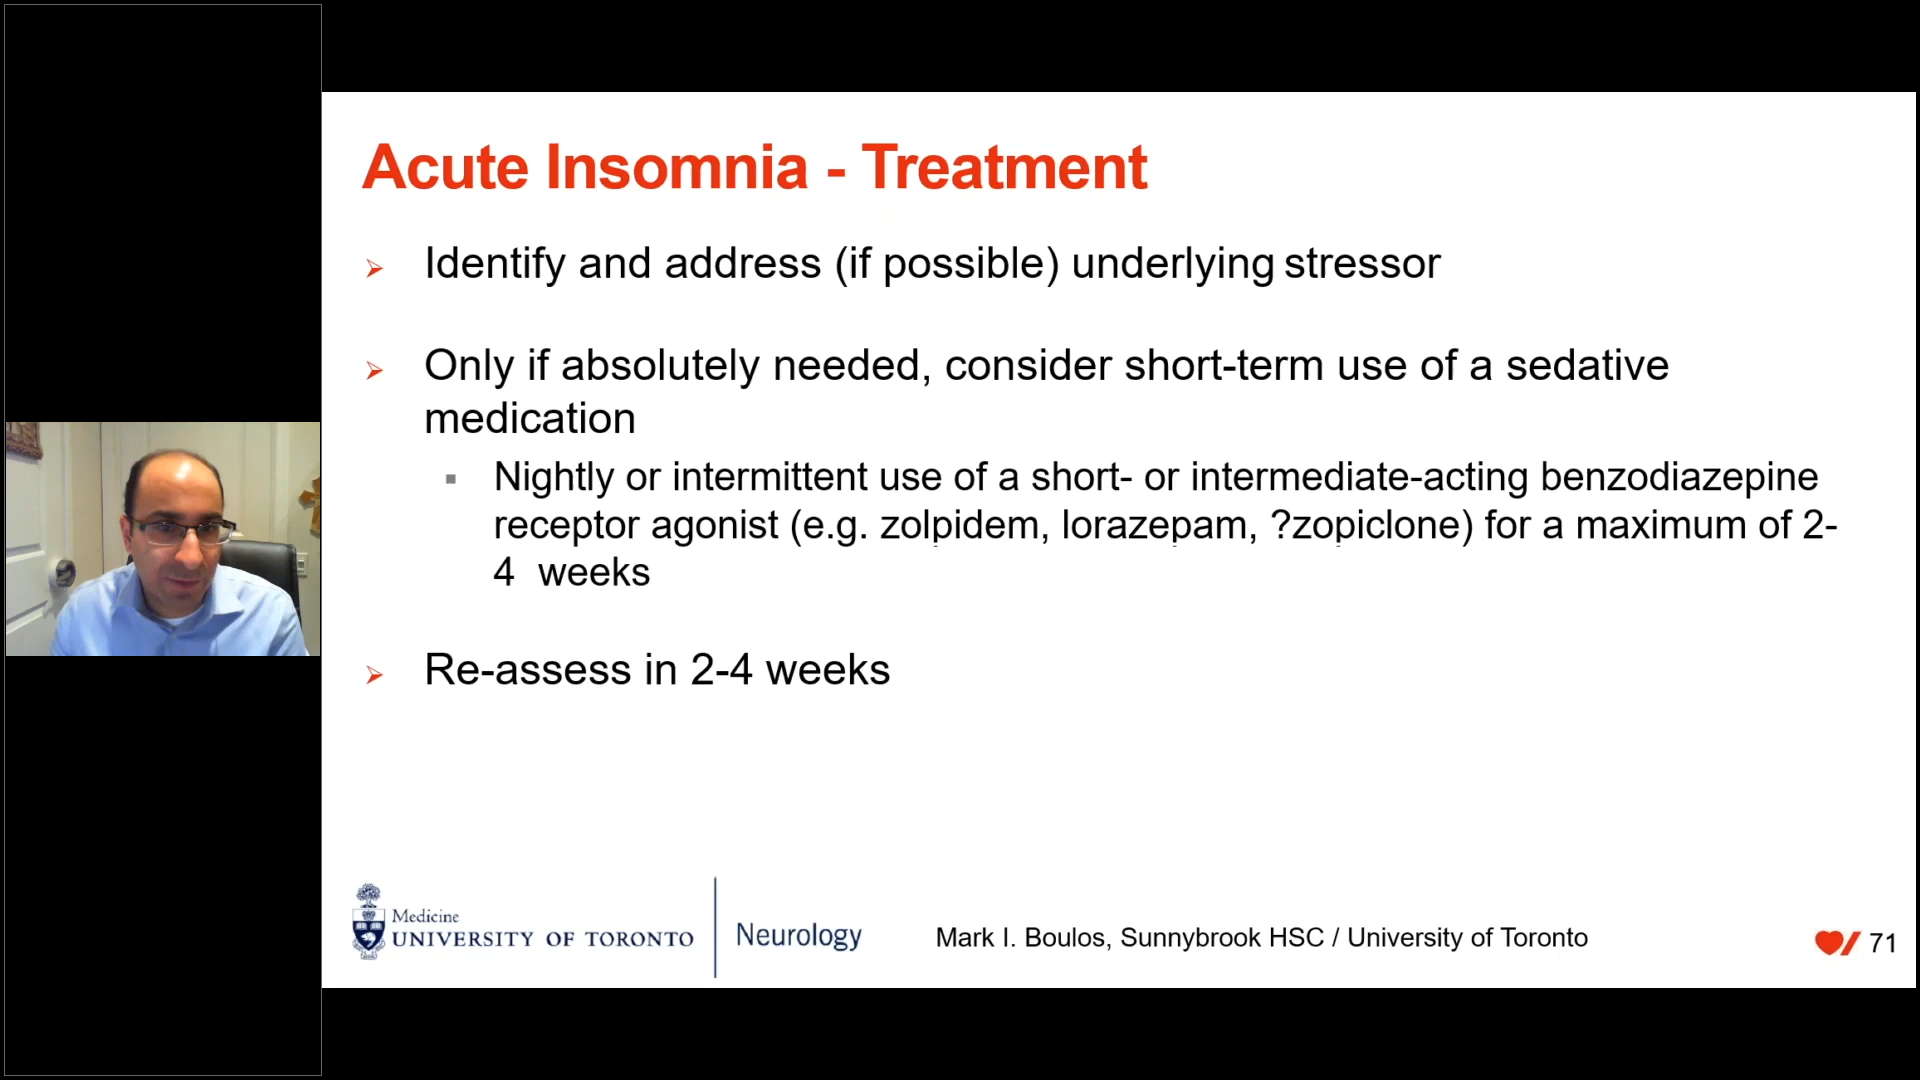 Acute Insomnia - Treatment
Identify and address (if possible) underlying stressor
Only if absolutely needed, consider short-term use of a sedative
medication
Nightly or intermittent use of a short- or intermediate-acting benzodiazepine
receptor agonist (e.g. zolpidem, lorazepam, ?zopiclone) for a maximum of 2-
4 weeks
Re-assess in 2-4 weeks
Medicine
UNIVERSITY OF TORONTO
Neurology
Mark I. Boulos, Sunnybrook HSC / University of Toronto
71